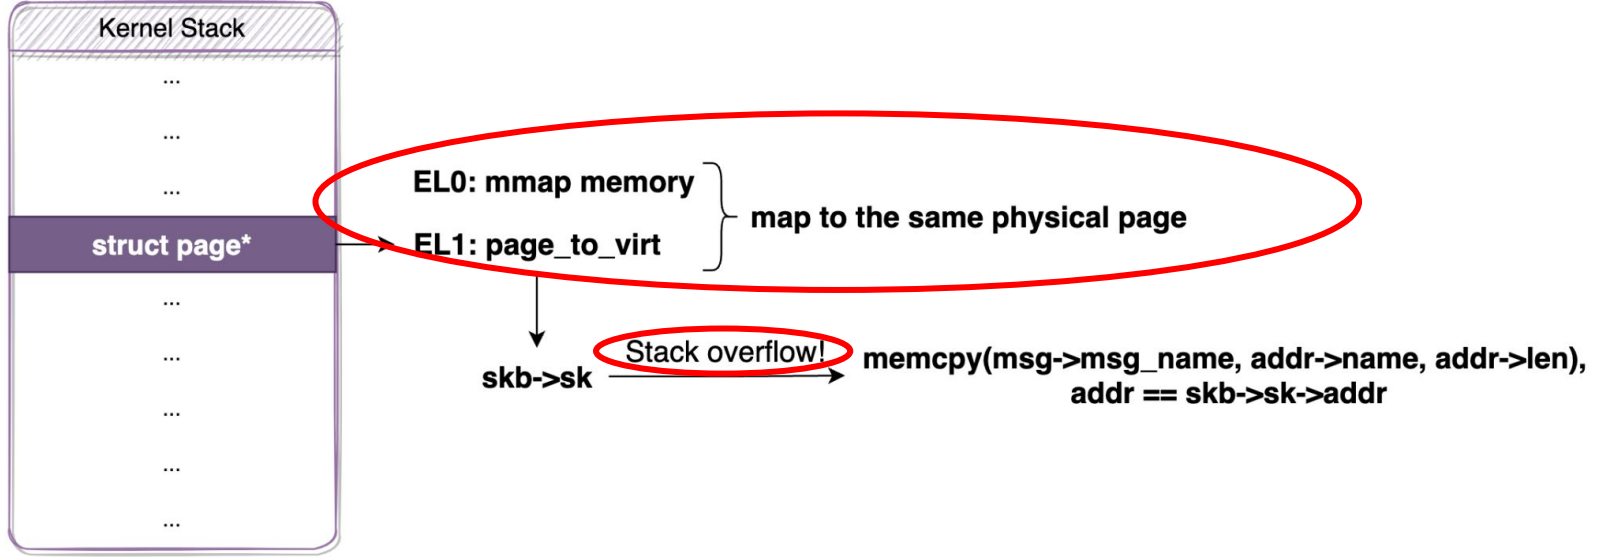 Kernel Stack
...
...
...
struct page*
...
...
...
...
...
EL0: mmap memory
EL1: page_to_virt
map to the same physical page
skb->sk
Stack overflow!
memcpy(msg->msg_name, addr->name, addr->len),
addr == skb->sk->addr